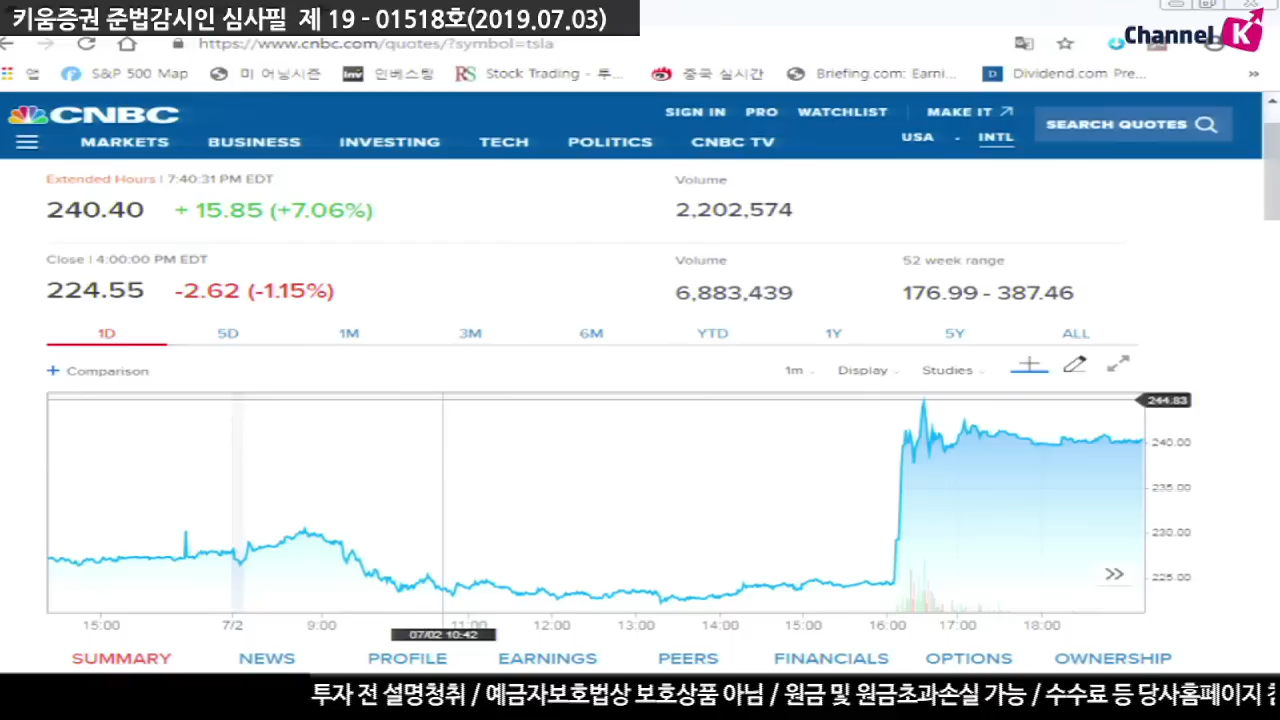 키움증권 준법감시인 심사필 제 19 - 01518호(2019.07.03)
Channel K
https://www.cnbc.com/quotes/?symbol=tsla
앱 S&P 500 Map 미 어닝시즌 Inv 인베스팅 RS Stock Trading - 투... 중국 실시간 Briefing.com: Earni... D Dividend.com Pre... »
CNBC SIGN IN PRO WATCHLIST MAKE IT SEARCH QUOTES
USA - INTL
MARKETS BUSINESS INVESTING TECH POLITICS CNBC TV
Extended Hours | 7:40:31 PM EDT Volume
240.40 + 15.85 (+7.06%) 2,202,574
Close | 4:00:00 PM EDT Volume 52 week range
224.55 -2.62 (-1.15%) 6,883,439 176.99 - 387.46
1D 5D 1M 3M 6M YTD 1Y 5Y ALL
+ Comparison 1m Display Studies
244.83
240.00
235.00
230.00
225.00
15:00 7/2 9:00 11:00 12:00 13:00 14:00 15:00 16:00 17:00 18:00
07/02 10:42
SUMMARY NEWS PROFILE EARNINGS PEERS FINANCIALS OPTIONS OWNERSHIP
투자 전 설명청취 / 예금자보호법상 보호상품 아님 / 원금 및 원금초과손실 가능 / 수수료 등 당사홈페이지